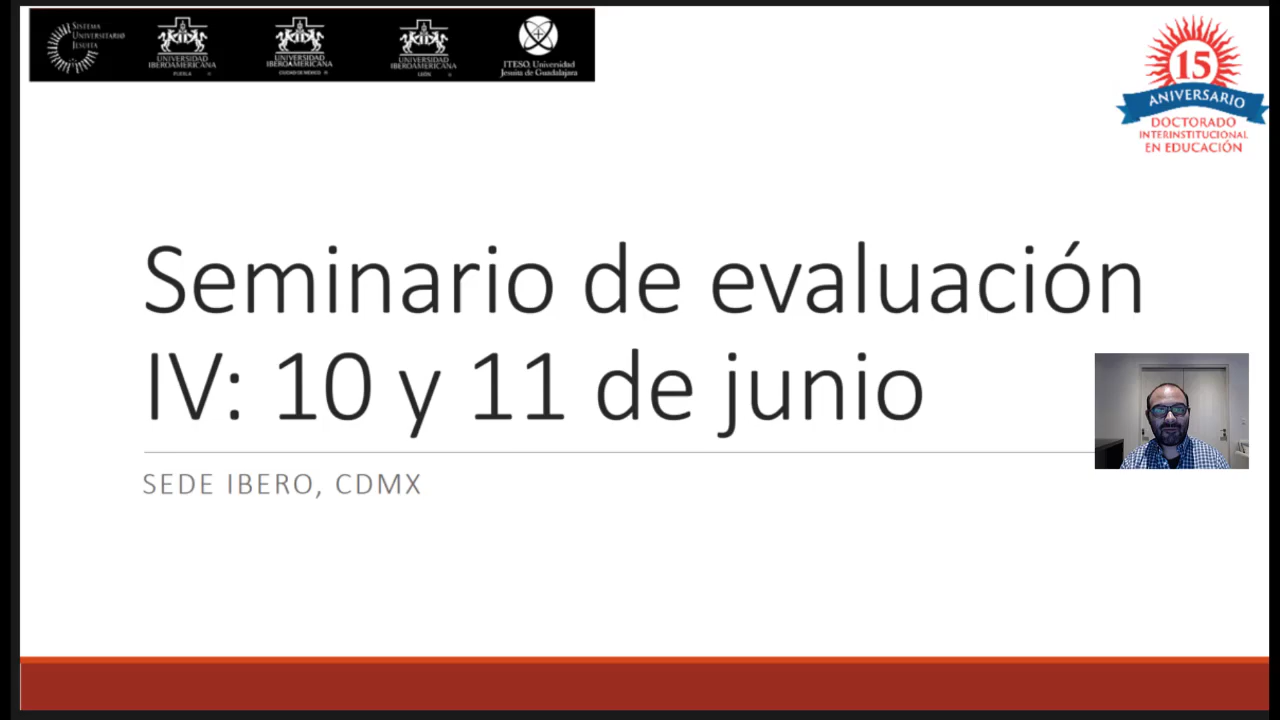 SISTEMA
UNIVERSITARIO
JESUITA
UNIVERSIDAD
IBEROAMERICANA
PUEBLA
UNIVERSIDAD
IBEROAMERICANA
CIUDAD DE MÉXICO
UNIVERSIDAD
IBEROAMERICANA
LEÓN
ITESO, Universidad
Jesuita de Guadalajara
15
ANIVERSARIO
DOCTORADO
INTERINSTITUCIONAL
EN EDUCACIÓN
Seminario de evaluación
IV: 10 y 11 de junio
SEDE IBERO, CDMX